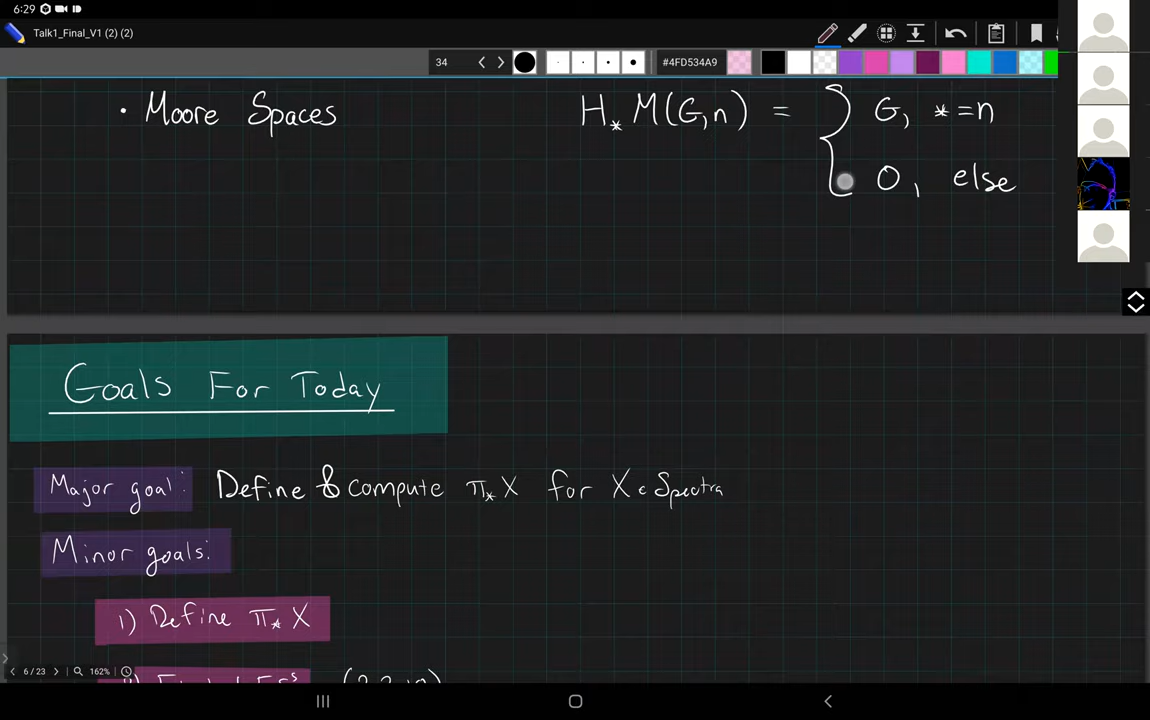 6:29
Talk1_Final_V1 (2) (2)
34
#4FD534A9
· Moore Spaces
H_* M(G,n) = { G, * = n
0, else
Goals For Today
Major goal: Define & compute π_* X for X ϵ Spectra
Minor goals:
1) Define π_* X
6/23 162%